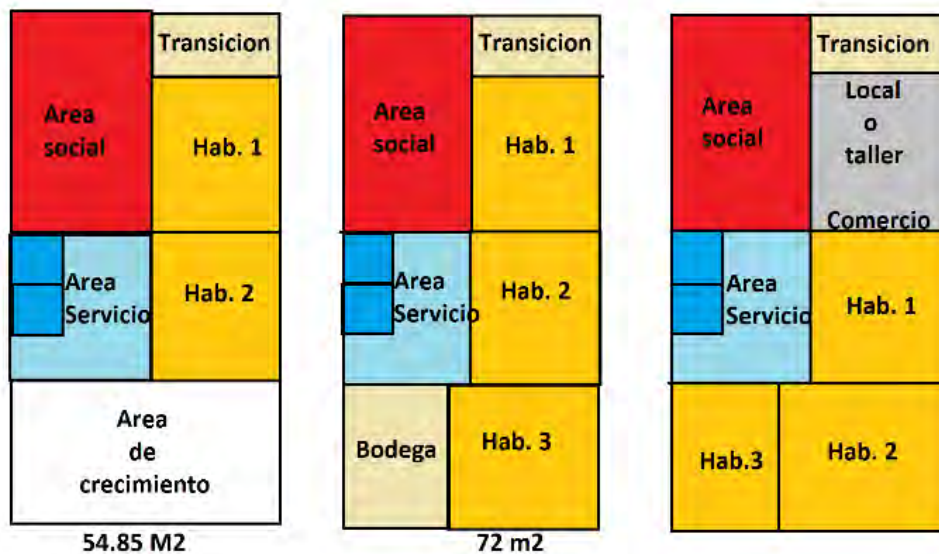 Transicion
Area
social
Hab. 1
Area
Servicio
Hab. 2
Area
de
crecimiento
54.85 M2
Transicion
Area
social
Hab. 1
Area
Servicio
Hab. 2
Bodega
Hab. 3
72 m2
Transicion
Area
social
Local
o
taller
Comercio
Area
Servicio
Hab. 1
Hab.3
Hab. 2